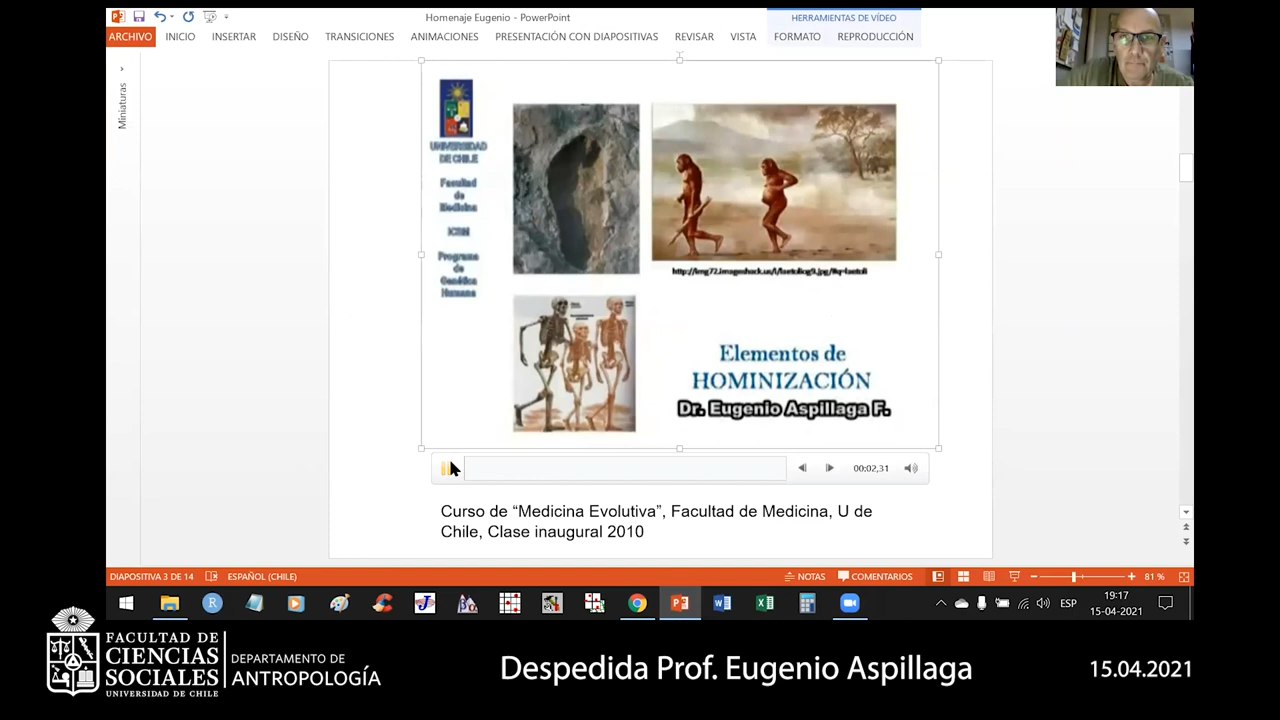 Homenaje Eugenio - PowerPoint
HERRAMIENTAS DE VÍDEO
ARCHIVO INICIO INSERTAR DISEÑO TRANSICIONES ANIMACIONES PRESENTACIÓN CON DIAPOSITIVAS REVISAR VISTA FORMATO REPRODUCCIÓN
Miniaturas
UNIVERSIDAD
DE CHILE
Facultad
de
Medicina
ICBM
Programa
de
Genética
Humana
Elementos de
HOMINIZACIÓN
Dr. Eugenio Aspillaga F.
00:02,31
Curso de “Medicina Evolutiva”, Facultad de Medicina, U de
Chile, Clase inaugural 2010
DIAPOSITIVA 3 DE 14 ESPAÑOL (CHILE) NOTAS COMENTARIOS 81 %
ESP
19:17
15-04-2021
FACULTAD DE
CIENCIAS
SOCIALES
UNIVERSIDAD DE CHILE
DEPARTAMENTO DE
ANTROPOLOGÍA
Despedida Prof. Eugenio Aspillaga
15.04.2021